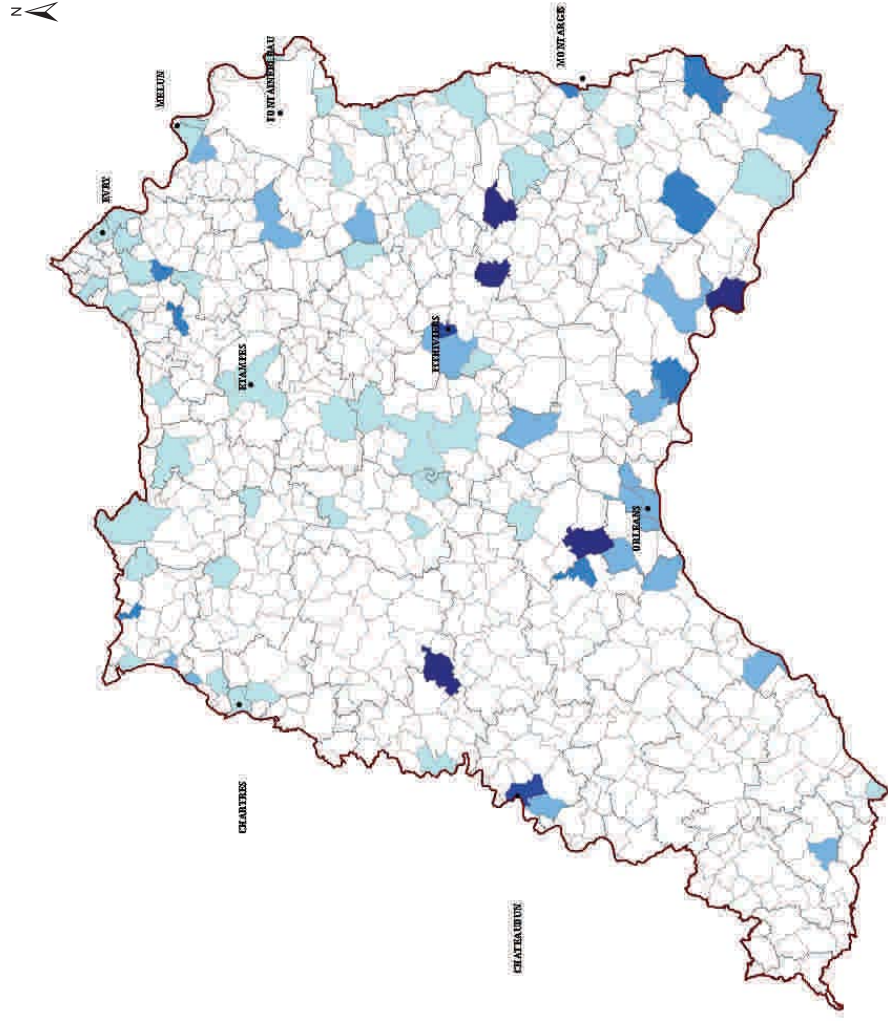 N
MELUN
FONTAINEBLEAU
MONTARGIS
EVRY
ETAMPES
PITHIVIERS
ORLEANS
CHARTRES
CHATEAUDUN